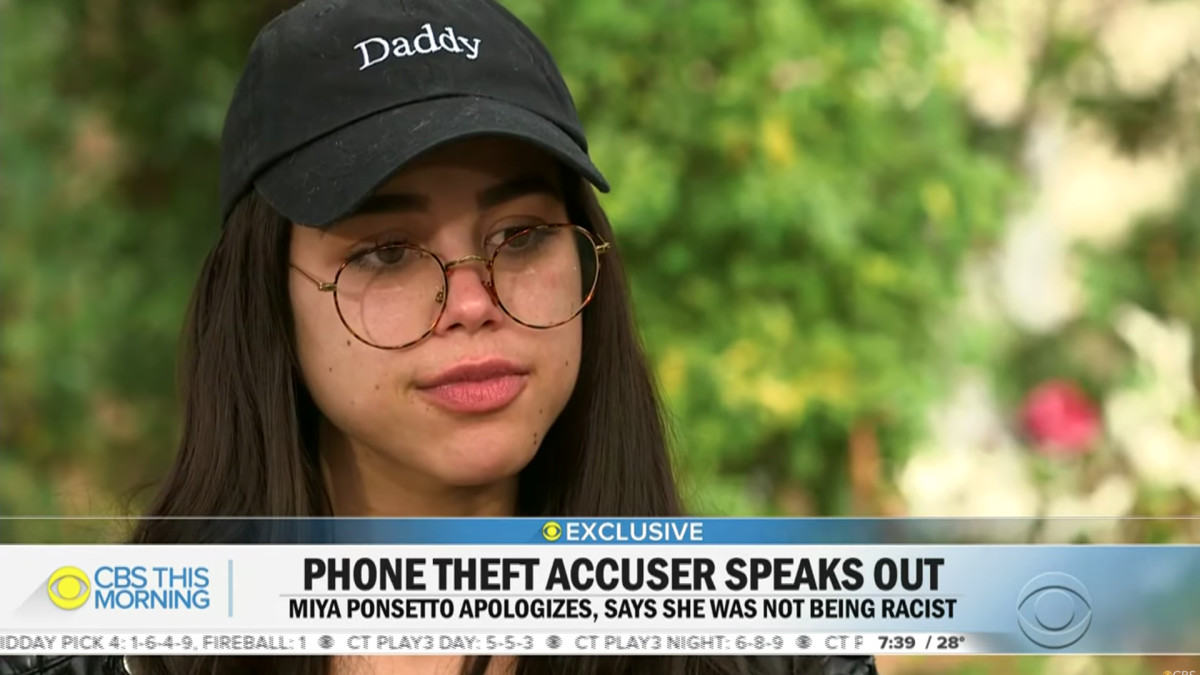 Daddy
EXCLUSIVE
CBS THIS
MORNING
PHONE THEFT ACCUSER SPEAKS OUT
MIYA PONSETTO APOLOGIZES, SAYS SHE WAS NOT BEING RACIST
IDDAY PICK 4: 1-6-4-9, FIREBALL: 1 CT PLAY3 DAY: 5-5-3 CT PLAY3 NIGHT: 6-8-9 CT P 7:39 / 28°
CBS